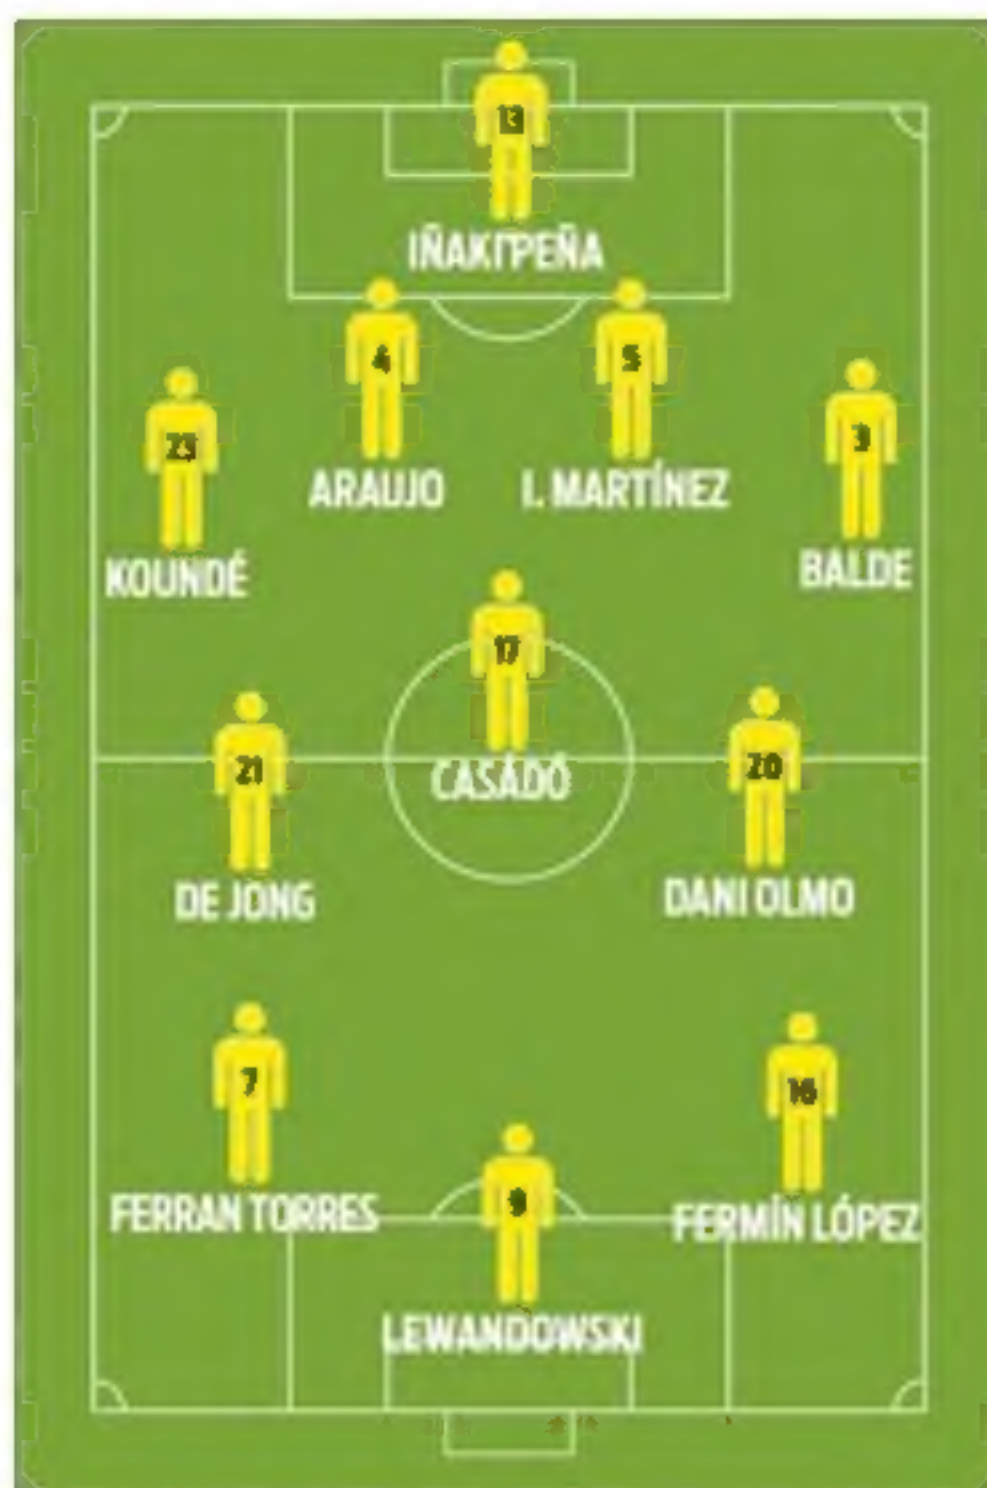 13
IÑAKI PEÑA
4
5
ARAUJO
I. MARTÍNEZ
23
3
KOUNDÉ
BALDE
17
CASÁDÓ
21
20
DE JONG
DANI OLMO
7
16
FERRAN TORRES
FERMÍN LÓPEZ
9
LEWANDOWSKI